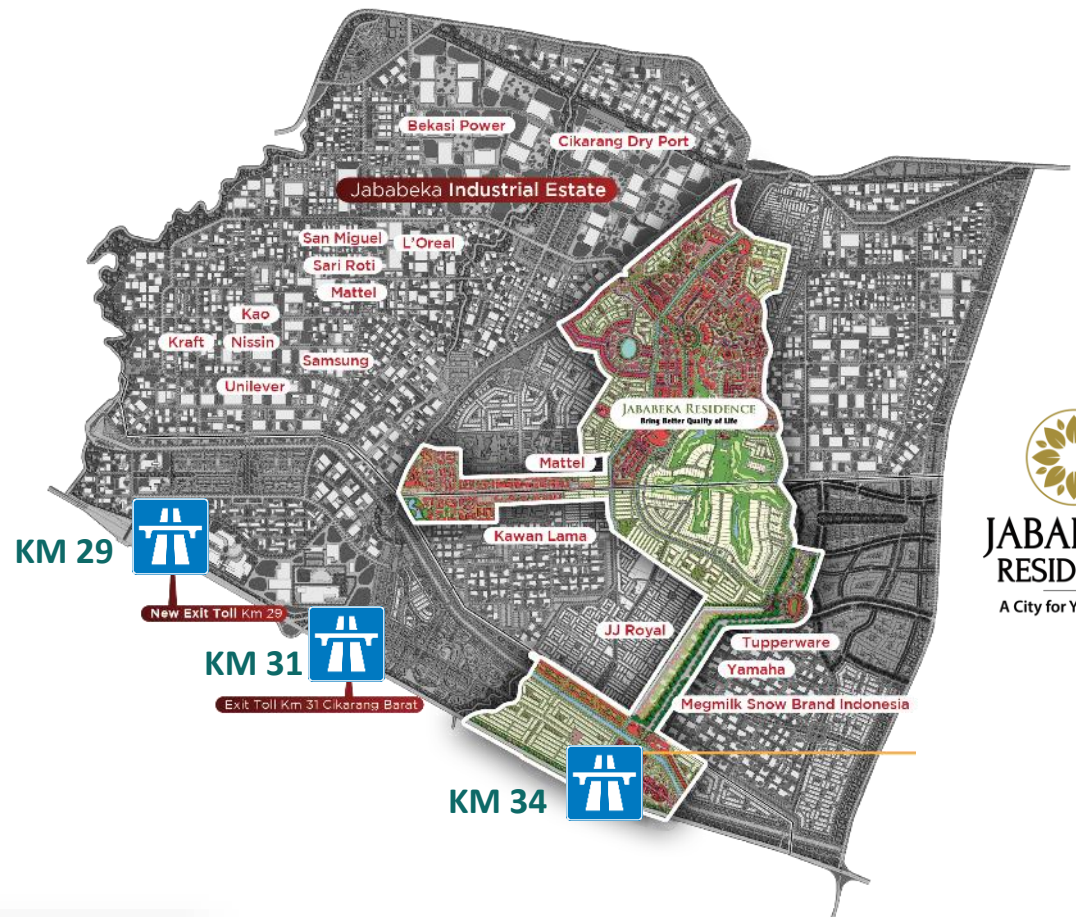 Bekasi Power
Cikarang Dry Port
Jababeka Industrial Estate
San Miguel
L'Oreal
Sari Roti
Mattel
Kao
Kraft
Nissin
Samsung
Unilever
JABABEKA RESIDENCE
Bring Better Quality of Life
Mattel
KM 29
Kawan Lama
New Exit Toll Km 29
JJ Royal
Tupperware
KM 31
Yamaha
Exit Toll Km 31 Cikarang Barat
Megmilk Snow Brand Indonesia
KM 34
A City for